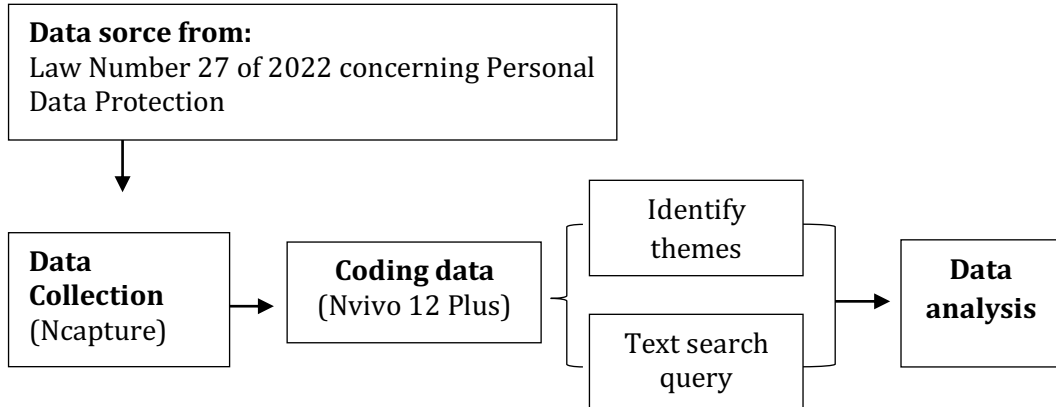 Data sorce from:
Law Number 27 of 2022 concerning Personal
Data Protection
Data
Collection
(Ncapture)
Coding data
(Nvivo 12 Plus)
Identify
themes
Text search
query
Data
analysis